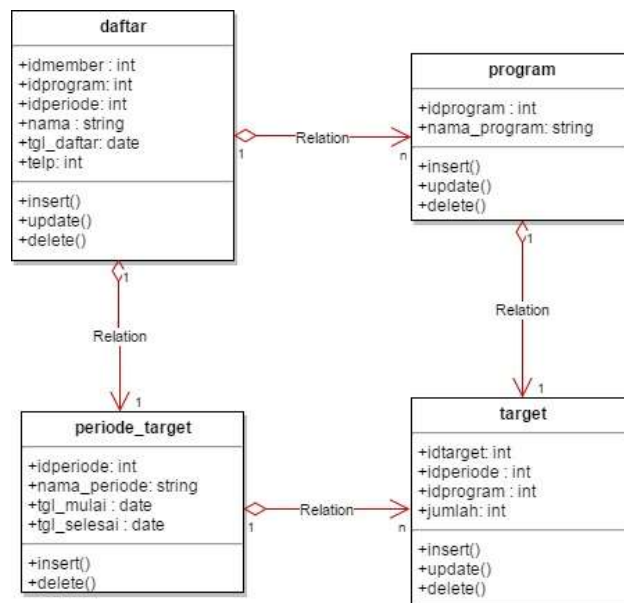 daftar
+idmember : int
+idprogram: int
+idperiode: int
+nama : string
+tgl_daftar: date
+telp: int
+insert()
+update()
+delete()
program
+idprogram : int
+nama_program: string
+insert()
+update()
+delete()
1
Relation
n
1
Relation
1
1
Relation
1
periode_target
+idperiode: int
+nama_periode: string
+tgl_mulai : date
+tgl_selesai : date
+insert()
+delete()
1
Relation
n
target
+idtarget: int
+idperiode : int
+idprogram : int
+jumlah: int
+insert()
+update()
+delete()